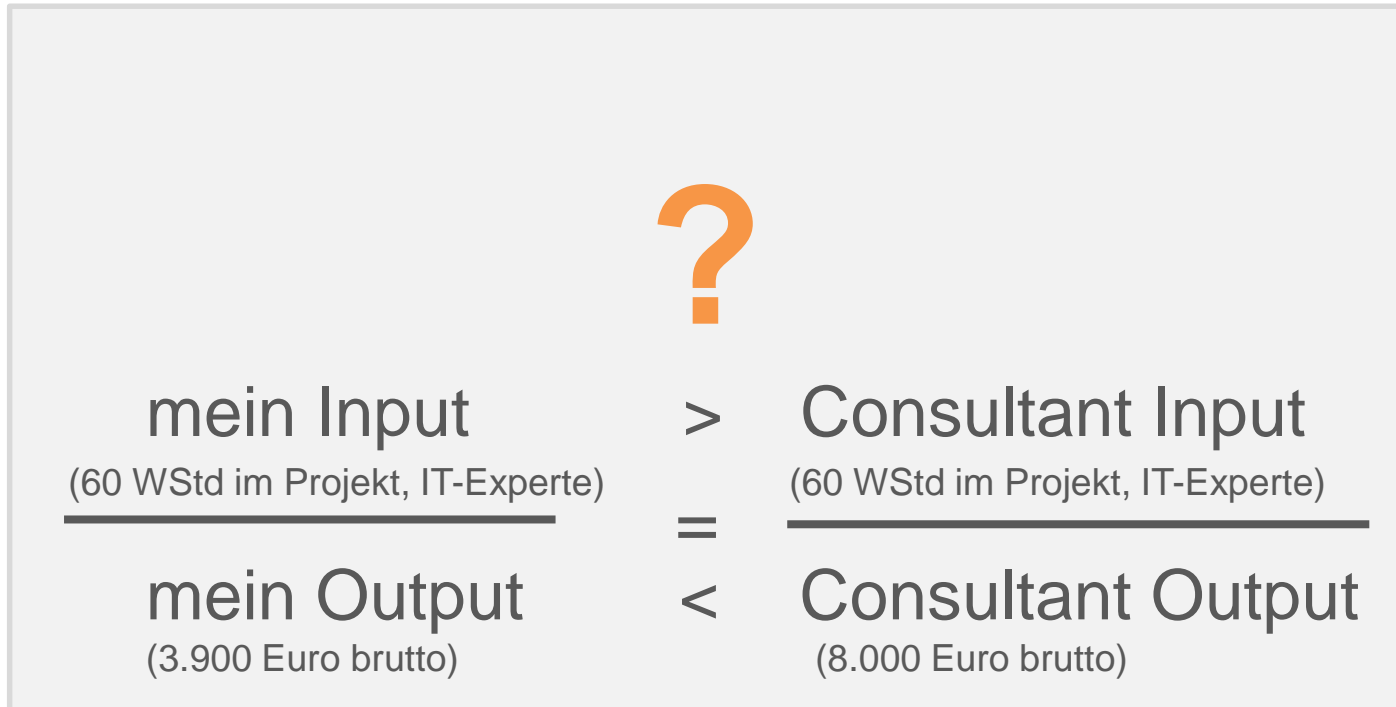 ?
mein Input > Consultant Input
(60 WStd im Projekt, IT-Experte) (60 WStd im Projekt, IT-Experte)
=
mein Output < Consultant Output
(3.900 Euro brutto) (8.000 Euro brutto)